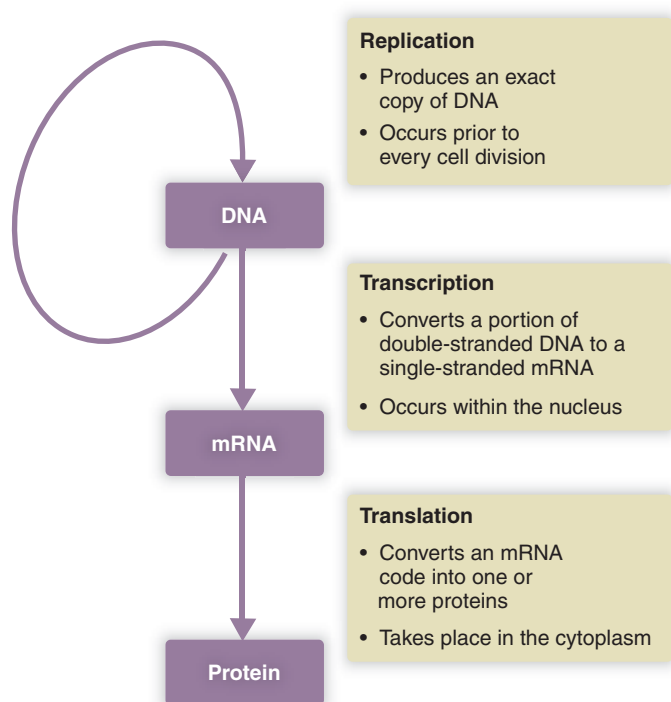 Replication
• Produces an exact
copy of DNA
• Occurs prior to
every cell division
DNA
Transcription
• Converts a portion of
double-stranded DNA to a
single-stranded mRNA
• Occurs within the nucleus
mRNA
Translation
• Converts an mRNA
code into one or
more proteins
• Takes place in the cytoplasm
Protein